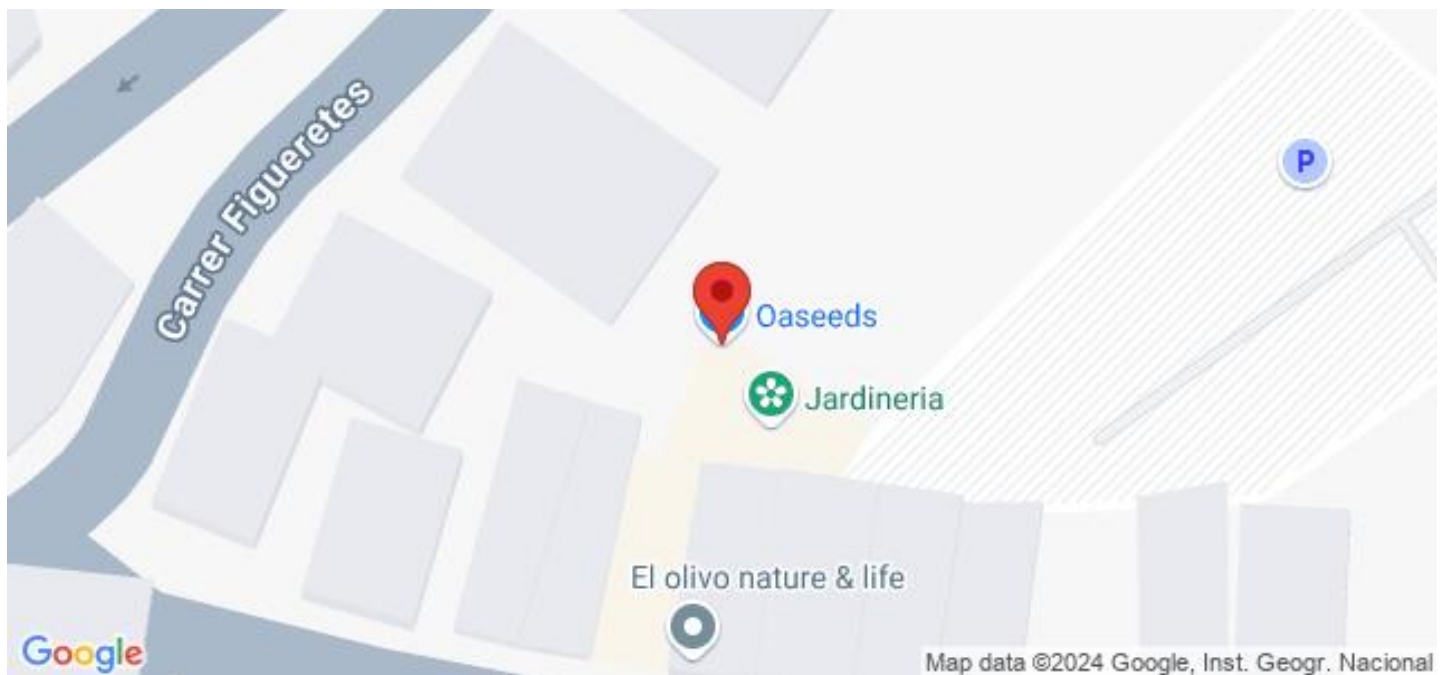 Carrer Figueretes
P
Oaseeds
Jardineria
El olivo nature & life
Google
Map data ©2024 Google, Inst. Geogr. Nacional